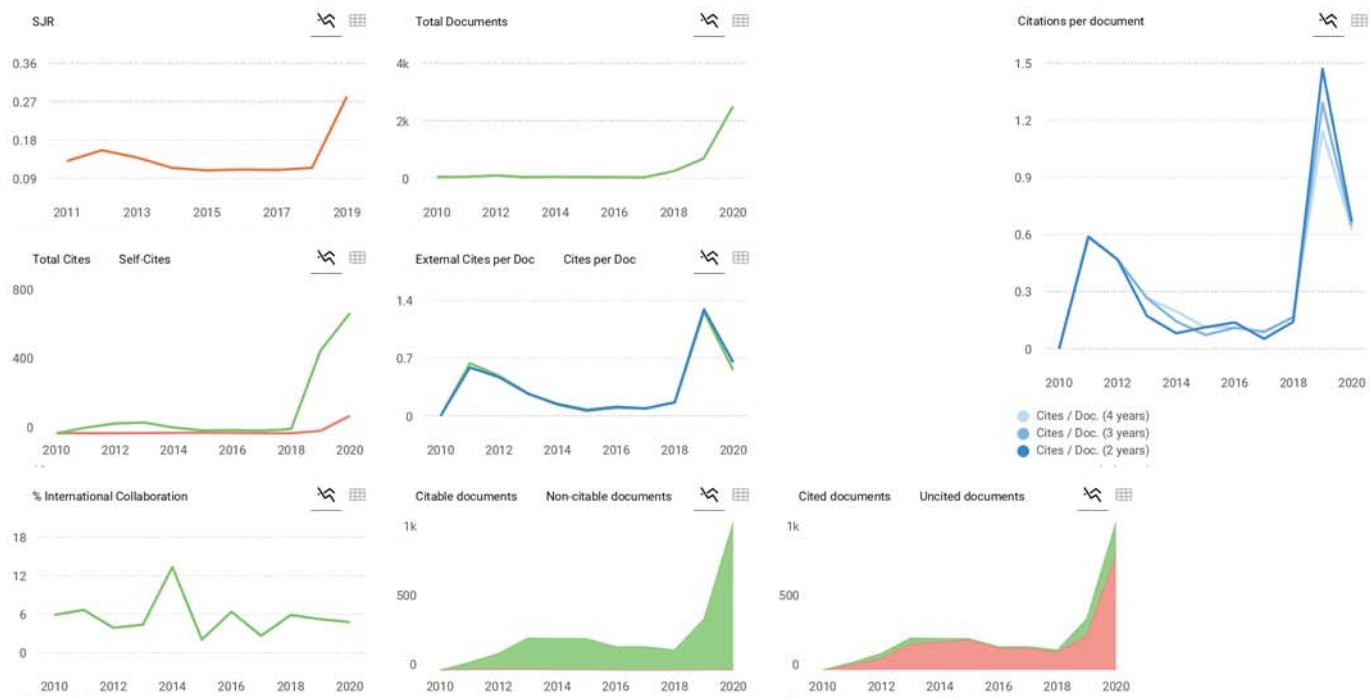 SJR
0.36
0.27
0.18
0.09
2011 2013 2015 2017 2019
Total Documents
4k
2k
0
2010 2012 2014 2016 2018 2020
Citations per document
1.5
1.2
0.9
0.6
0.3
0
2010 2012 2014 2016 2018 2020
Cites / Doc. (4 years)
Cites / Doc. (3 years)
Cites / Doc. (2 years)
Total Cites Self-Cites
800
400
0
2010 2012 2014 2016 2018 2020
External Cites per Doc Cites per Doc
1.4
0.7
0
2010 2012 2014 2016 2018 2020
% International Collaboration
18
12
6
0
2010 2012 2014 2016 2018 2020
Citable documents Non-citable documents
1k
500
0
2010 2012 2014 2016 2018 2020
Cited documents Uncited documents
1k
500
0
2010 2012 2014 2016 2018 2020